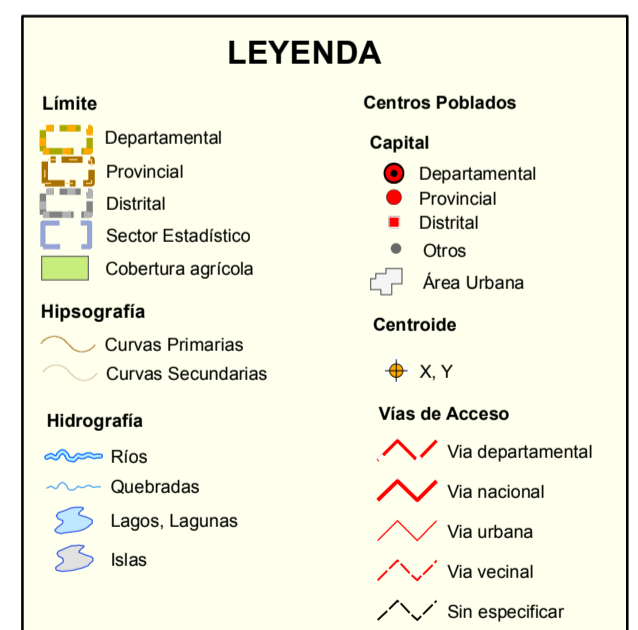 LEYENDA
Límite
Departamental
Provincial
Distrital
Sector Estadístico
Cobertura agrícola
Hipsografía
Curvas Primarias
Curvas Secundarias
Hidrografía
Ríos
Quebradas
Lagos, Lagunas
Islas
Centros Poblados
Capital
Departamental
Provincial
Distrital
Otros
Área Urbana
Centroide
X, Y
Vías de Acceso
Via departamental
Via nacional
Via urbana
Via vecinal
Sin especificar